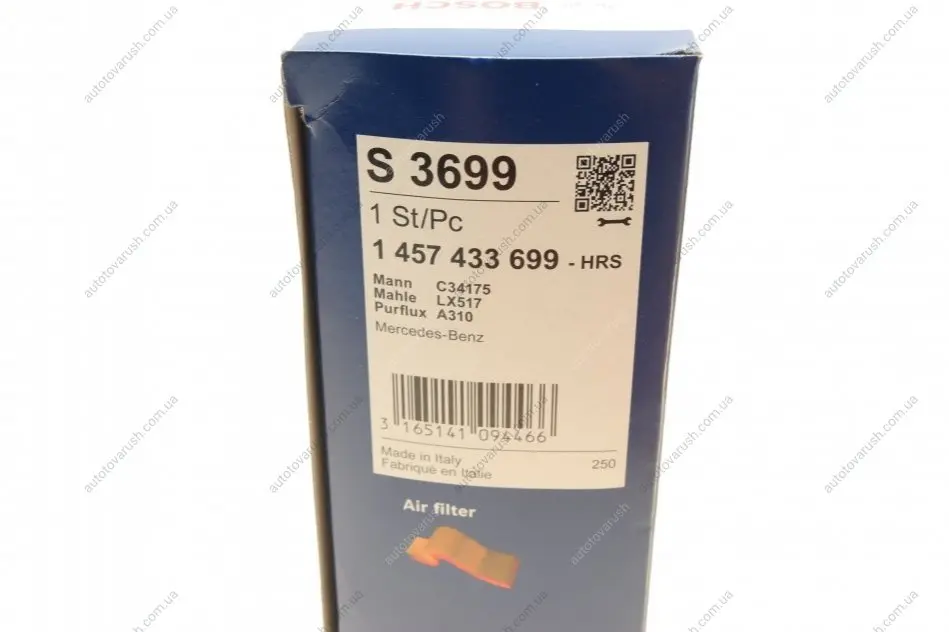 BOSCH
S 3699
1 St/Pc
1 457 433 699 - HRS
Mann C34175
Mahle LX517
Purflux A310
Mercedes-Benz
3 165141 094466
Made in Italy
Fabriqué en Italie
250
Air filter
autotovarush.com.ua